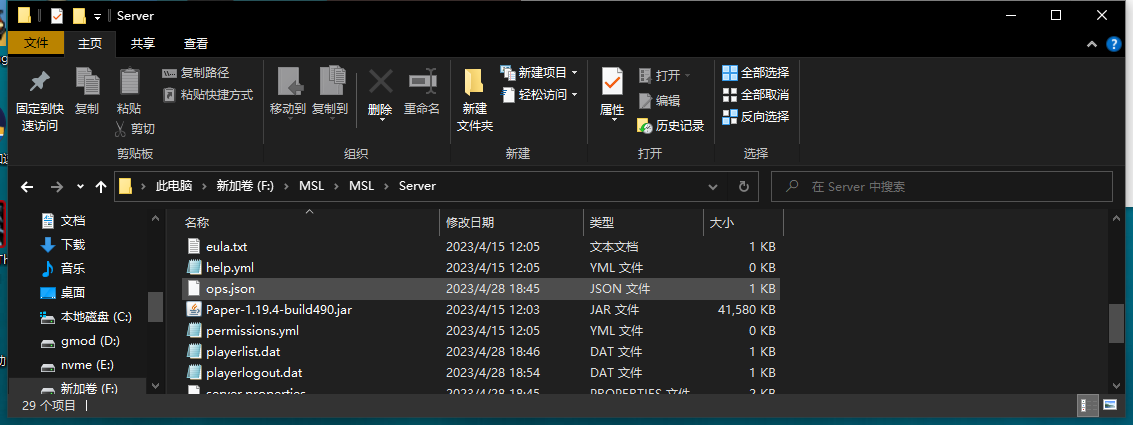 Server
文件 主页 共享 查看
固定到快速访问
复制
粘贴
复制路径
粘贴快捷方式
剪切
剪贴板
移动到 复制到 删除 重命名
组织
新建文件夹
新建项目
轻松访问
新建
属性
打开
编辑
历史记录
打开
全部选择
全部取消
反向选择
选择
此电脑 新加卷 (F:) MSL MSL Server
在 Server 中搜索
文档
下载
音乐
桌面
本地磁盘 (C:)
gmod (D:)
nvme (E:)
新加卷 (F:)
名称 修改日期 类型 大小
eula.txt 2023/4/15 12:05 文本文档 1 KB
help.yml 2023/4/15 12:05 YML 文件 0 KB
ops.json 2023/4/28 18:45 JSON 文件 1 KB
Paper-1.19.4-build490.jar 2023/4/15 12:03 JAR 文件 41,580 KB
permissions.yml 2023/4/15 12:05 YML 文件 0 KB
playerlist.dat 2023/4/28 18:46 DAT 文件 1 KB
playerlogout.dat 2023/4/28 18:54 DAT 文件 1 KB
server.properties 2023/4/28 18:45 PROPERTIES 文件 2 KB
29 个项目